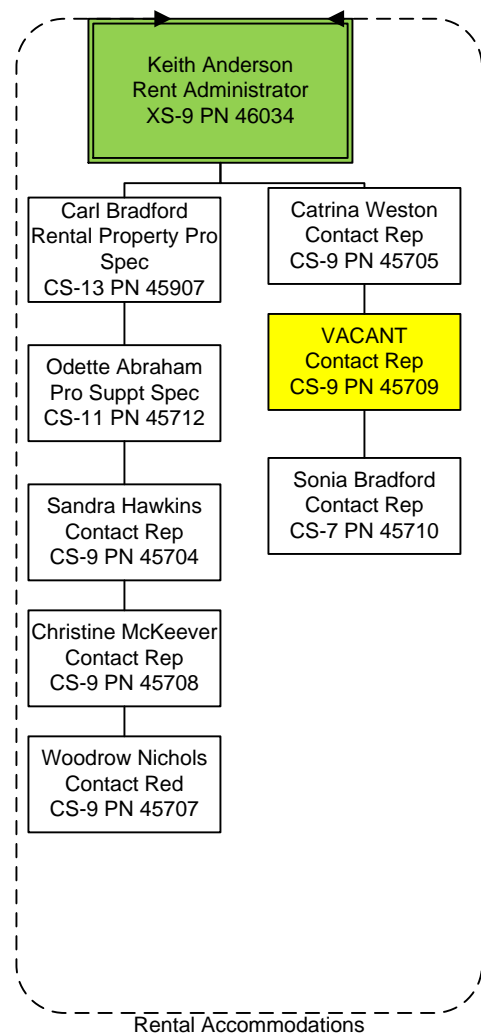 Keith Anderson
Rent Administrator
XS-9 PN 46034
Carl Bradford
Rental Property Pro
Spec
CS-13 PN 45907
Odette Abraham
Pro Suppt Spec
CS-11 PN 45712
Sandra Hawkins
Contact Rep
CS-9 PN 45704
Christine McKeever
Contact Rep
CS-9 PN 45708
Woodrow Nichols
Contact Red
CS-9 PN 45707
Catrina Weston
Contact Rep
CS-9 PN 45705
VACANT
Contact Rep
CS-9 PN 45709
Sonia Bradford
Contact Rep
CS-7 PN 45710
Rental Accommodations